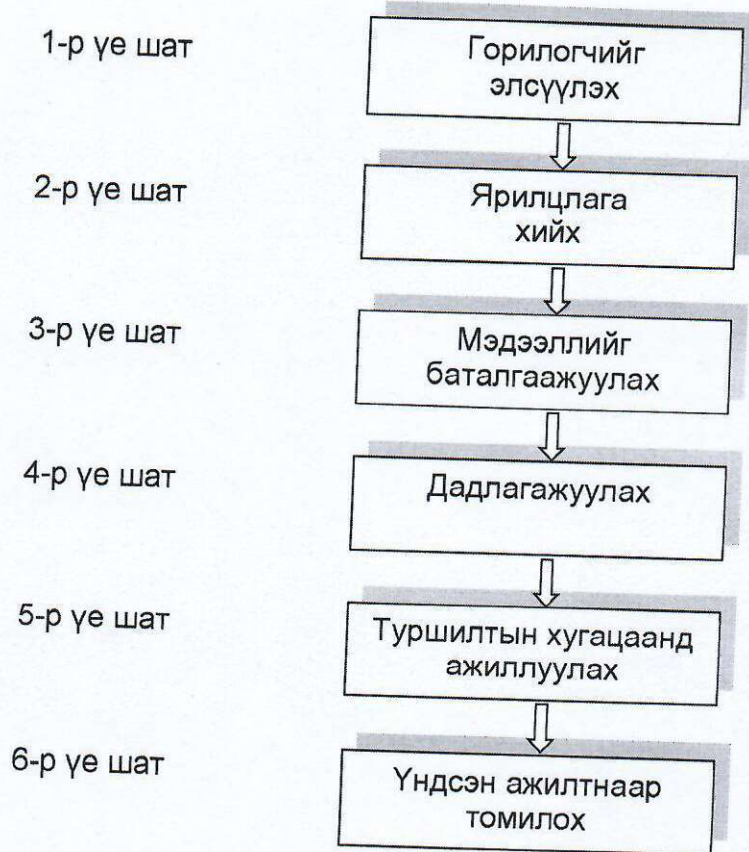 1-р үе шат
Горилогчийг
элсүүлэх
2-р үе шат
Ярилцлага
хийх
3-р үе шат
Мэдээллийг
баталгаажуулах
4-р үе шат
Дадлагажуулах
5-р үе шат
Туршилтын хугацаанд
ажиллуулах
6-р үе шат
Үндсэн ажилтнаар
томилох